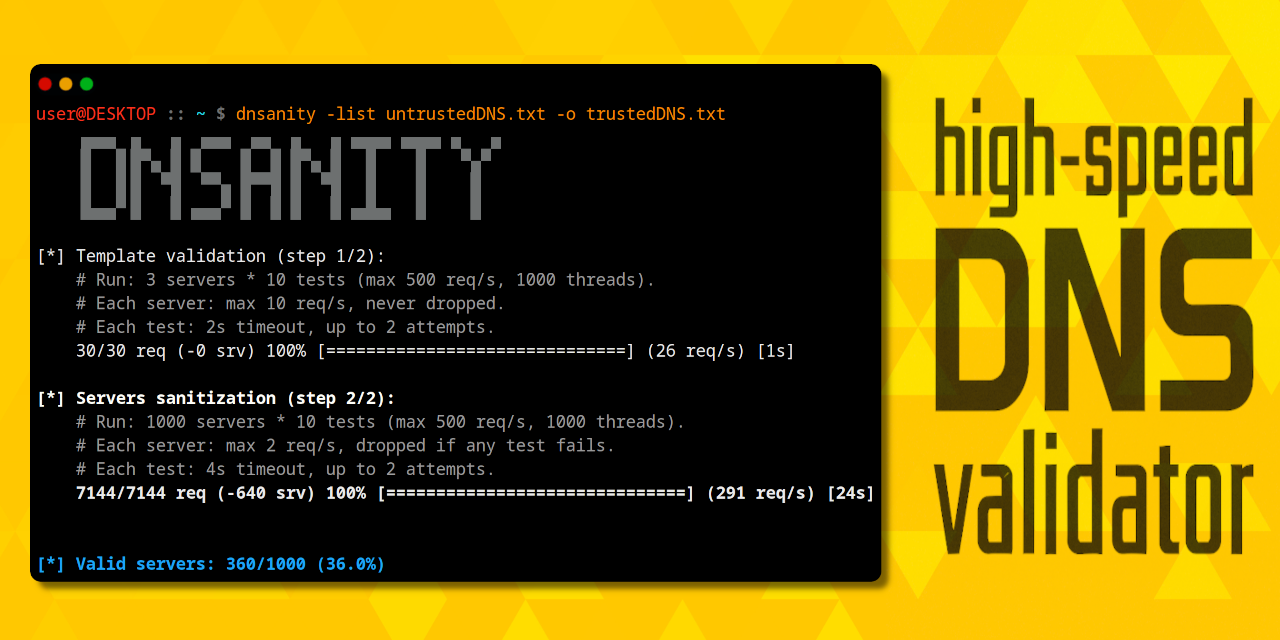 user@DESKTOP :: ~ $ dnsanity -list untrustedDNS.txt -o trustedDNS.txt
DNSANITY
[*] Template validation (step 1/2):
# Run: 3 servers * 10 tests (max 500 req/s, 1000 threads).
# Each server: max 10 req/s, never dropped.
# Each test: 2s timeout, up to 2 attempts.
30/30 req (-0 srv) 100% [==============================] (26 req/s) [1s]
[*] Servers sanitization (step 2/2):
# Run: 1000 servers * 10 tests (max 500 req/s, 1000 threads).
# Each server: max 2 req/s, dropped if any test fails.
# Each test: 4s timeout, up to 2 attempts.
7144/7144 req (-640 srv) 100% [==============================] (291 req/s) [24s]
[*] Valid servers: 360/1000 (36.0%)
high-speed
DNS
validator